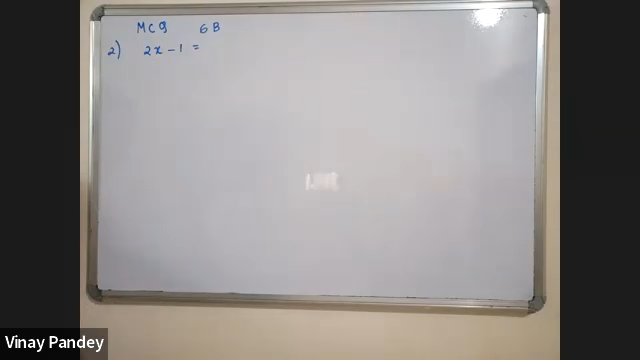 MCQ 6B
2) 2x - 1 =
Vinay Pandey